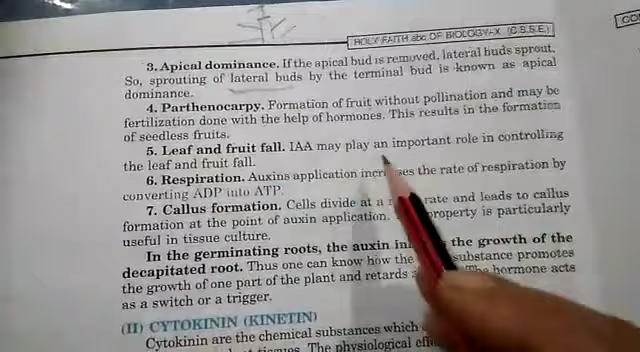 HOLY FAITH abc OF BIOLOGY–X (C.B.S.E.)
3. Apical dominance. If the apical bud is removed, lateral buds sprout.
So, sprouting of lateral buds by the terminal bud is known as apical
dominance.
4. Parthenocarpy. Formation of fruit without pollination and may be
fertilization done with the help of hormones. This results in the formation
of seedless fruits.
5. Leaf and fruit fall. IAA may play an important role in controlling
the leaf and fruit fall.
6. Respiration. Auxins application increases the rate of respiration by
converting ADP into ATP.
7. Callus formation. Cells divide at a rate and leads to callus
formation at the point of auxin application. property is particularly
useful in tissue culture.
In the germinating roots, the auxin the growth of the
decapitated root. Thus one can know how the substance promotes
the growth of one part of the plant and retards The hormone acts
as a switch or a trigger.
(II) CYTOKININ (KINETIN)
Cytokinin are the chemical substances which
The physiological